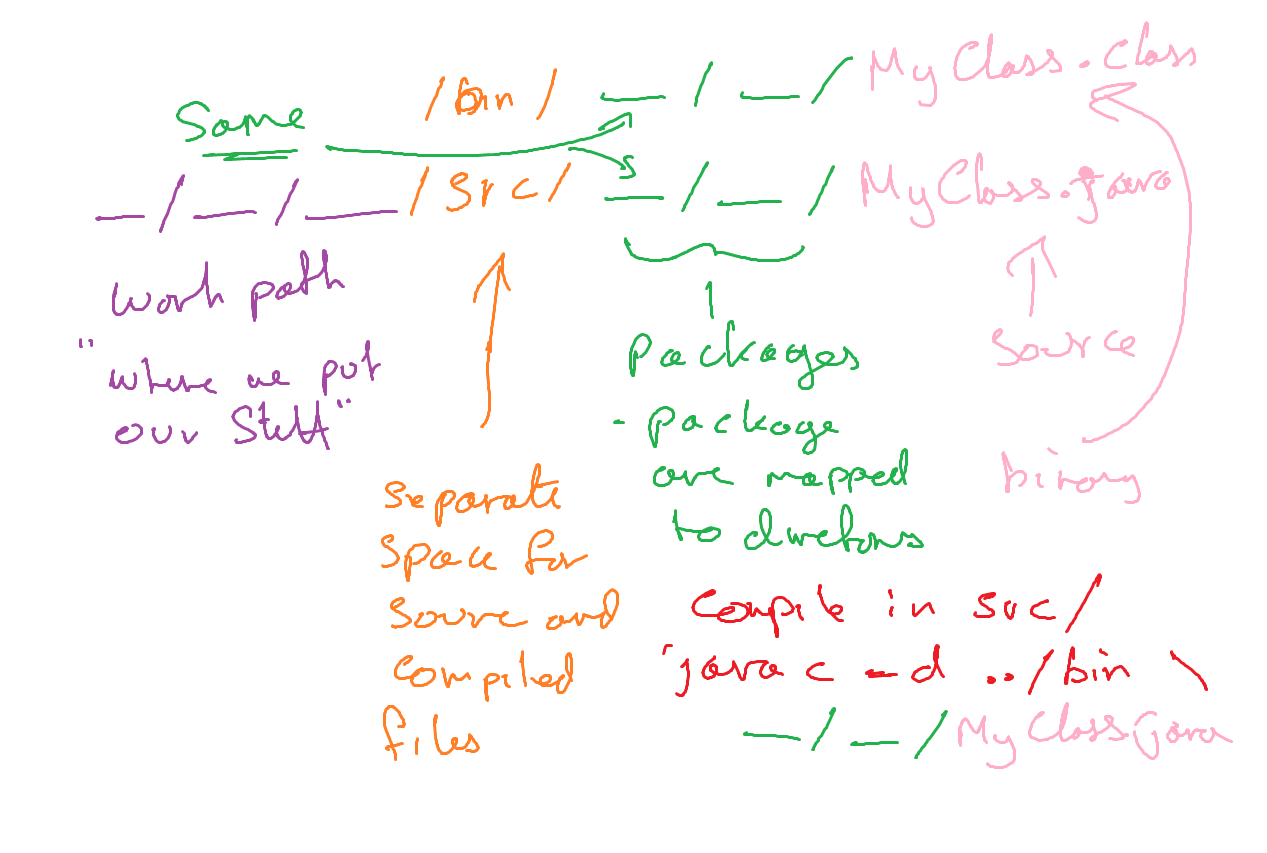 /bin/ __/__/MyClass.class
Same
__/__/__/src/ __/__/MyClass.java
work path
"where we put
our Stuff"
Separate
space for
source and
compiled
files
packages
- package
are mapped
to
source
binary
Compile in src/
'javac -d ../bin \
__/__/MyClass.java